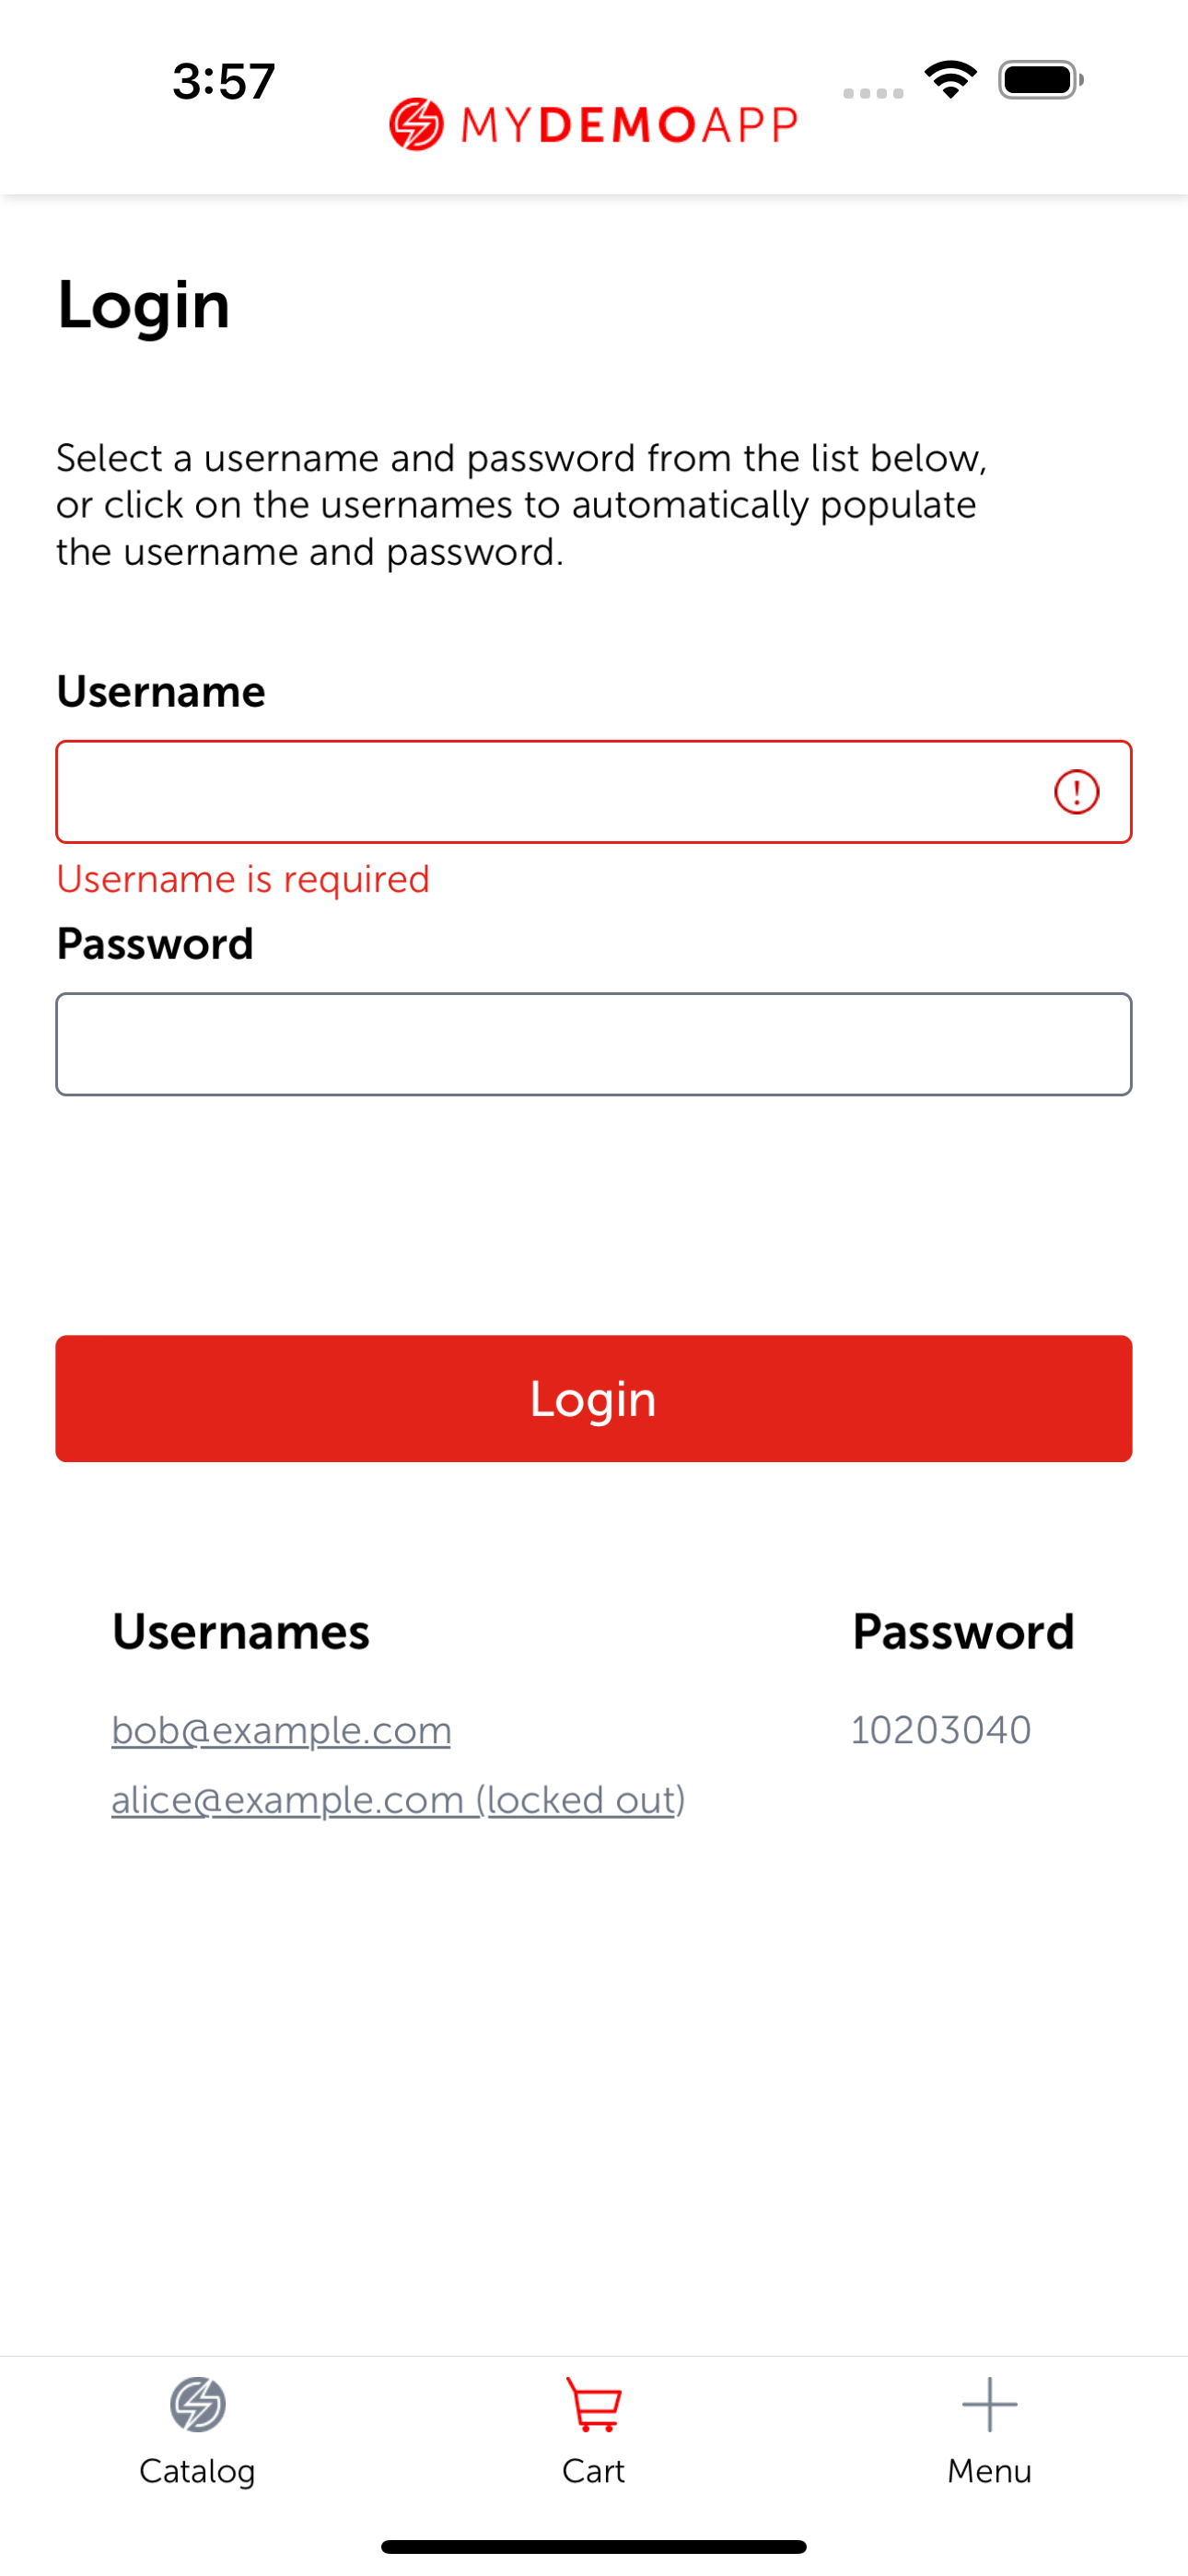 3:57
MYDEMOAPP
Login
Select a username and password from the list below,
or click on the usernames to automatically populate
the username and password.
Username
Username is required
Password
Login
Usernames Password
bob@example.com 10203040
alice@example.com (locked out)
Catalog Cart Menu